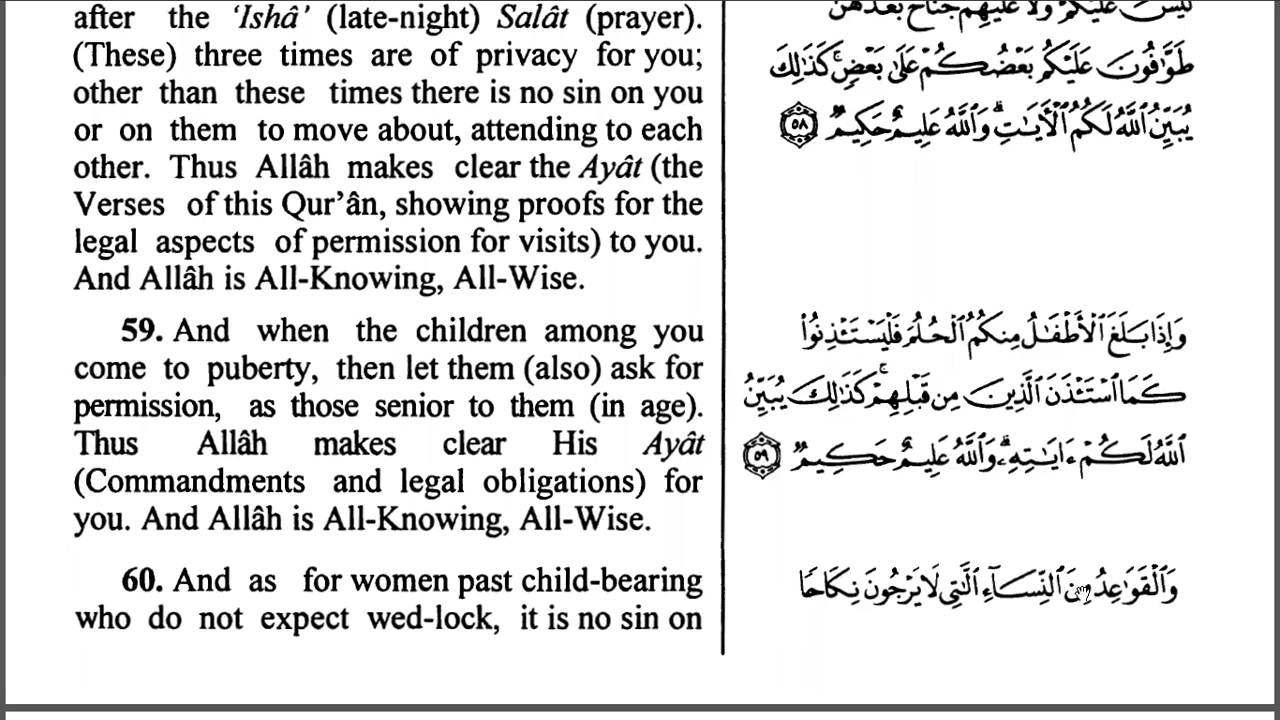 after the ‘Ishâ’ (late-night) Salât (prayer).
(These) three times are of privacy for you;
other than these times there is no sin on you
or on them to move about, attending to each
other. Thus Allâh makes clear the Ayât (the
Verses of this Qur’ân, showing proofs for the
legal aspects of permission for visits) to you.
And Allâh is All-Knowing, All-Wise.
59. And when the children among you
come to puberty, then let them (also) ask for
permission, as those senior to them (in age).
Thus Allâh makes clear His Ayât
(Commandments and legal obligations) for
you. And Allâh is All-Knowing, All-Wise.
60. And as for women past child-bearing
who do not expect wed-lock, it is no sin on
لَيْسَ عَلَيْكُمْ وَلَا عَلَيْهِمْ جُنَاحٌ بَعْدَهُنَّ
طَوَّٰفُونَ عَلَيْكُم بَعْضُكُمْ عَلَىٰ بَعْضٍ ۚ كَذَٰلِكَ
يُبَيِّنُ ٱللَّهُ لَكُمُ ٱلْءَايَٰتِ ۗ وَٱللَّهُ عَلِيمٌ حَكِيمٌ ٥٨
وَإِذَا بَلَغَ ٱلْأَطْفَٰلُ مِنكُمُ ٱلْحُلُمَ فَلْيَسْتَـْٔذِنُوا۟
كَمَا ٱسْتَـْٔذَنَ ٱلَّذِينَ مِن قَبْلِهِمْ ۚ كَذَٰلِكَ يُبَيِّنُ
ٱللَّهُ لَكُمْ ءَايَٰتِهِۦ ۗ وَٱللَّهُ عَلِيمٌ حَكِيمٌ ٥٩
وَٱلْقَوَٰعِدُ مِنَ ٱلنِّسَآءِ ٱلَّٰتِى لَا يَرْجُونَ نِكَاحًا